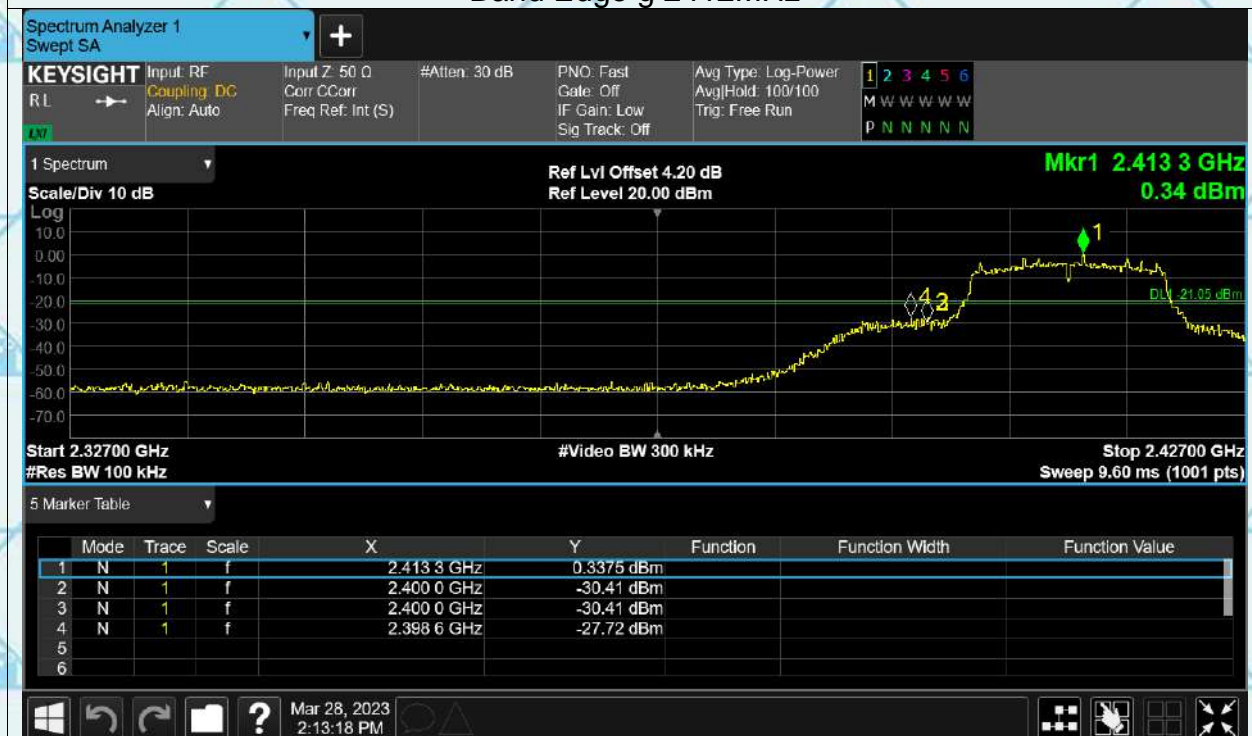 Band Edge g 2412MHz
Spectrum Analyzer 1
Swept SA
+
KEYSIGHT
RL
LXI
Input: RF
Coupling: DC
Align: Auto
Input Z: 50 Ω
Corr CCorr
Freq Ref: Int (S)
#Atten: 30 dB
PNO: Fast
Gate: Off
IF Gain: Low
Sig Track: Off
Avg Type: Log-Power
Avg|Hold: 100/100
Trig: Free Run
1 2 3 4 5 6
M W W W W W
P N N N N N
1 Spectrum
Scale/Div 10 dB
Ref Lvl Offset 4.20 dB
Ref Level 20.00 dBm
Mkr1 2.413 3 GHz
0.34 dBm
Log
10.0
0.00
-10.0
-20.0
-30.0
-40.0
-50.0
-60.0
-70.0
1
4
DL1 -21.05 dBm
Start 2.32700 GHz
#Video BW 300 kHz
Stop 2.42700 GHz
#Res BW 100 kHz
Sweep 9.60 ms (1001 pts)
5 Marker Table
Mode Trace Scale X Y Function Function Width Function Value
1 N 1 f 2.413 3 GHz 0.3375 dBm
2 N 1 f 2.400 0 GHz -30.41 dBm
3 N 1 f 2.400 0 GHz -30.41 dBm
4 N 1 f 2.398 6 GHz -27.72 dBm
5
6
?
Mar 28, 2023
2:13:18 PM